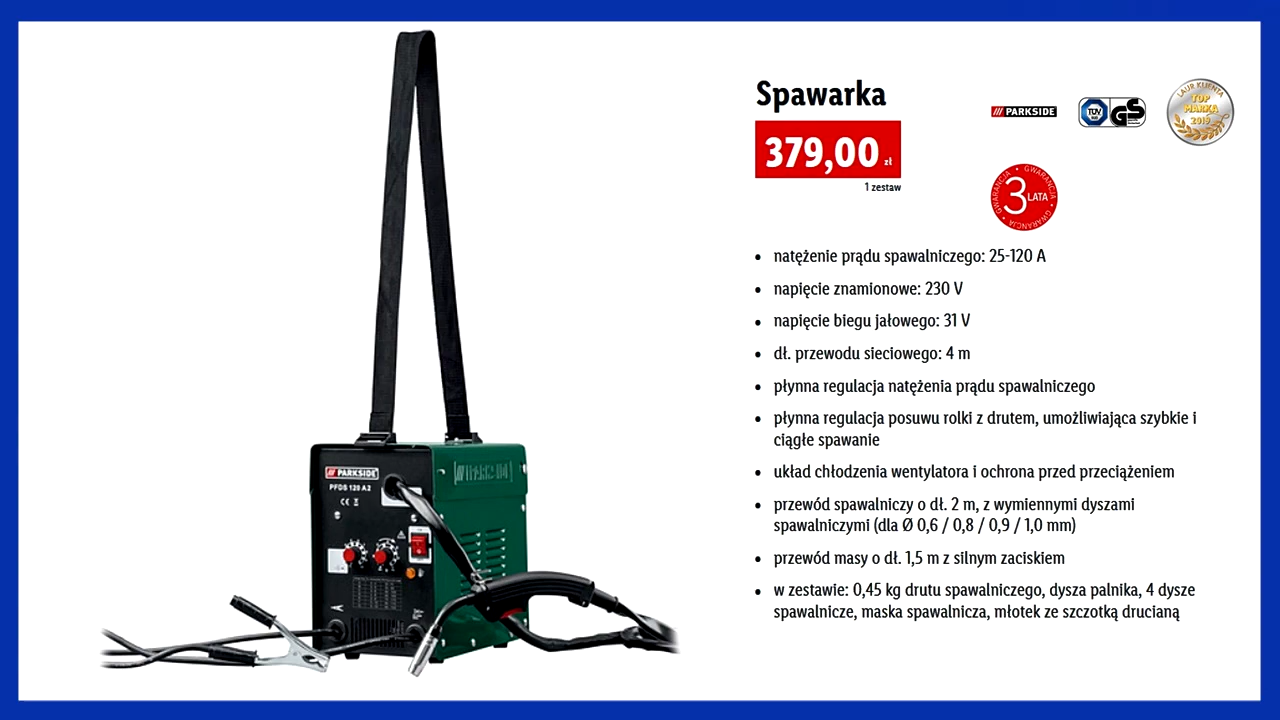 Spawarka
379,00 zł
1 zestaw
PARKSIDE
TÜV
GS
LAUR KLIENTA
TOP
MARKA
2019
GWARANCJA • GWARANCJA • GWARANCJA
3 LATA
• natężenie prądu spawalniczego: 25-120 A
• napięcie znamionowe: 230 V
• napięcie biegu jałowego: 31 V
• dł. przewodu sieciowego: 4 m
• płynna regulacja natężenia prądu spawalniczego
• płynna regulacja posuwu rolki z drutem, umożliwiająca szybkie i
ciągłe spawanie
• układ chłodzenia wentylatora i ochrona przed przeciążeniem
• przewód spawalniczy o dł. 2 m, z wymiennymi dyszami
spawalniczymi (dla Ø 0,6 / 0,8 / 0,9 / 1,0 mm)
• przewód masy o dł. 1,5 m z silnym zaciskiem
• w zestawie: 0,45 kg drutu spawalniczego, dysza palnika, 4 dysze
spawalnicze, maska spawalnicza, młotek ze szczotką drucianą
PARKSIDE
PARKSIDE
PFDS 120 A2
CE